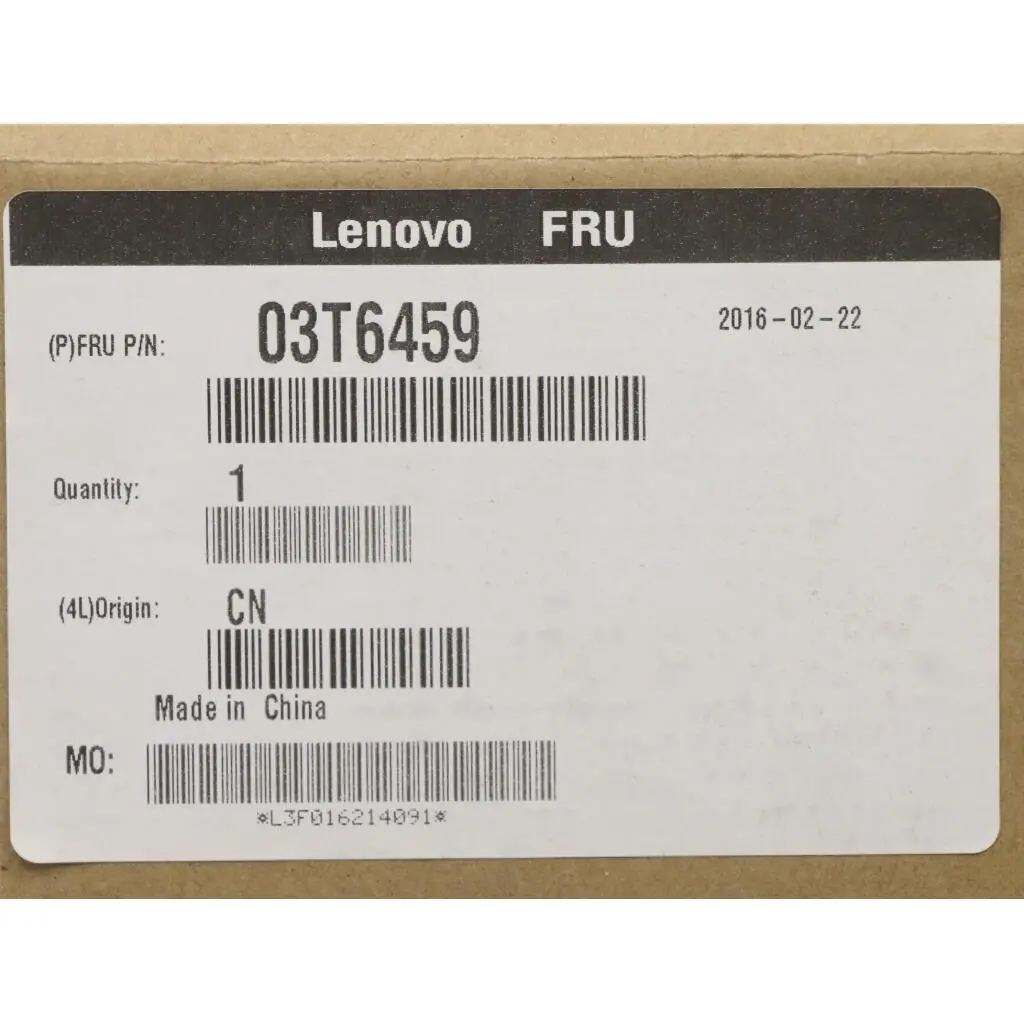 Lenovo FRU
(P)FRU P/N: 03T6459 2016-02-22
Quantity: 1
(4L)Origin: CN
Made in China
MO:
*L3F016214091*